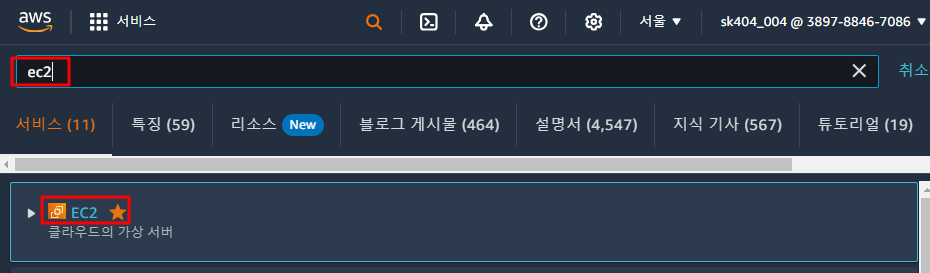 aws 서비스 서울 ▼ sk404_004 @ 3897-8846-7086 ▼
ec2 취소
서비스 (11) 특징 (59) 리소스 New 블로그 게시물 (464) 설명서 (4,547) 지식 기사 (567) 튜토리얼 (19)
EC2
클라우드의 가상 서버